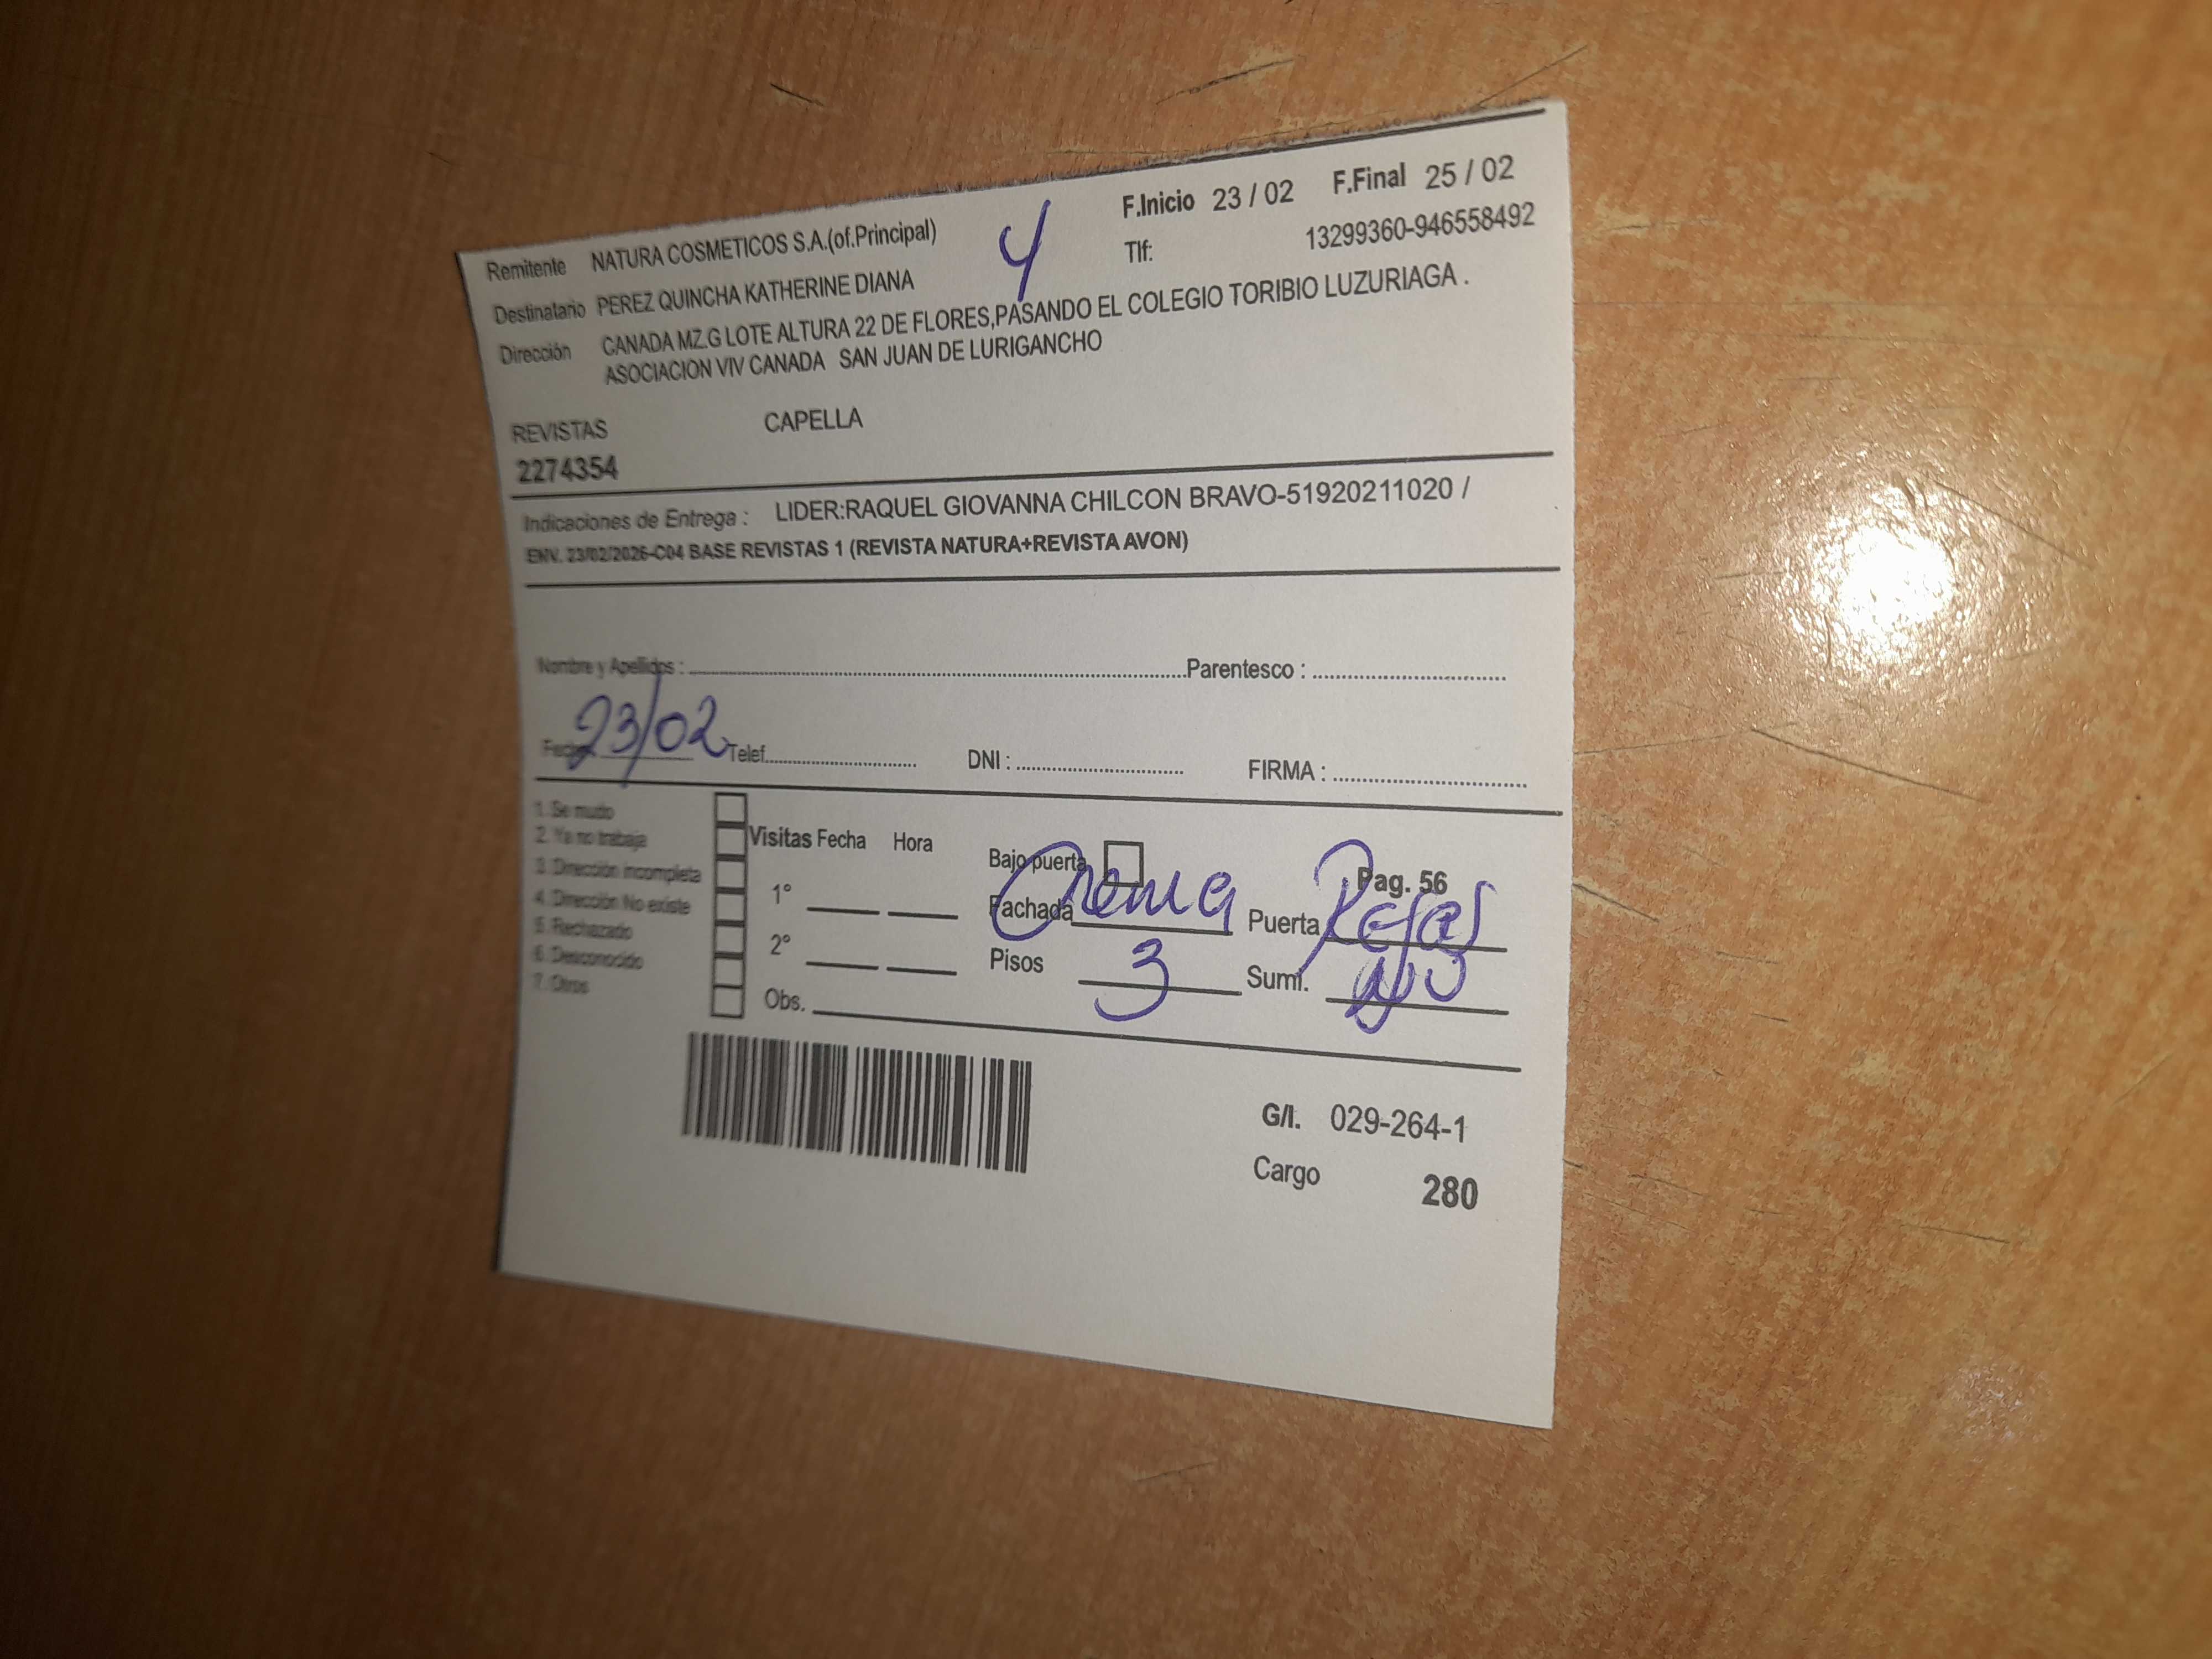 Remitente NATURA COSMETICOS S.A.(of.Principal) 4 F.Inicio 23 / 02 F.Final 25 / 02
Destinatario PEREZ QUINCHA KATHERINE DIANA Tlf: 13299360-946558492
Dirección CANADA MZ.G LOTE ALTURA 22 DE FLORES,PASANDO EL COLEGIO TORIBIO LUZURIAGA .
ASOCIACION VIV CANADA SAN JUAN DE LURIGANCHO
REVISTAS CAPELLA
2274354
Indicaciones de Entrega : LIDER:RAQUEL GIOVANNA CHILCON BRAVO-51920211020 /
ENV. 23/02/2026-C04 BASE REVISTAS 1 (REVISTA NATURA+REVISTA AVON)
Nombre y Apellidos : Parentesco :
Fecha 23/02 Telef. DNI : FIRMA :
1. Se mudo
2. Ya no trabaja
3. Dirección incompleta
4. Dirección No existe
5. Rechazado
6. Desconocido
7. Otros
Visitas Fecha Hora
1°
2°
Obs.
Bajo puerta Pag. 56
Fachada Crema Puerta Rejas
Pisos 3 Sumi.
G/I. 029-264-1
Cargo 280